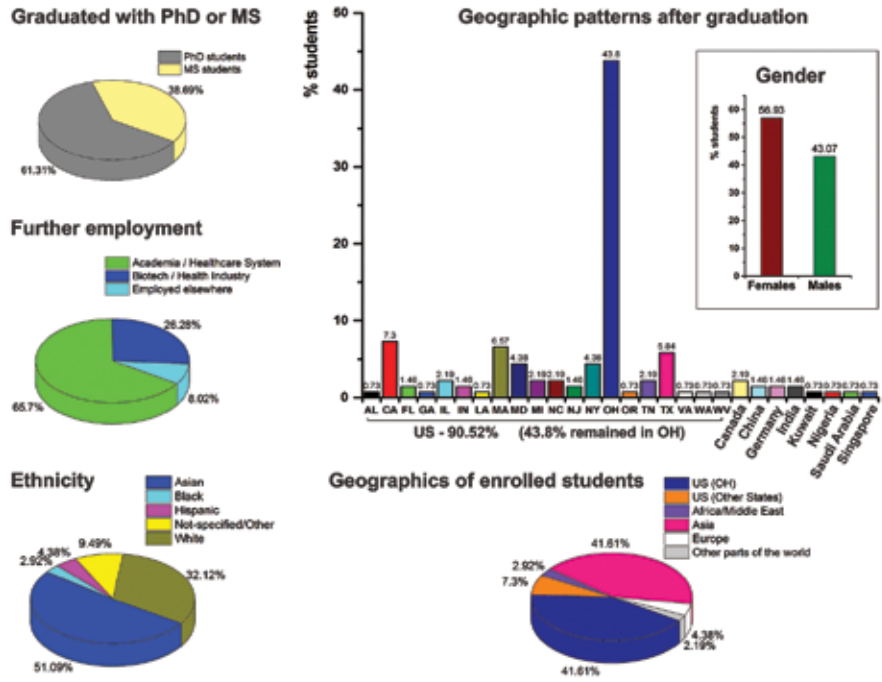 Graduated with PhD or MS
PhD students
MS students
38.69%
61.31%
Further employment
Academia / Healthcare System
Biotech / Health Industry
Employed elsewhere
26.28%
65.7%
8.02%
Ethnicity
Asian
Black
Hispanic
Not-specified/Other
White
9.49%
4.38%
2.92%
32.12%
51.09%
Geographic patterns after graduation
% students
50
40
30
20
10
0
0.73 7.3 1.46 0.73 2.19 1.46 0.73 6.57 4.38 2.19 2.19 1.46 4.38 43.8 0.73 2.19 5.84 0.73 0.73 0.73 2.19 1.46 1.46 1.46 0.73 0.73 0.73 0.73
AL CA FL GA IL IN LA MA MD MI NC NJ NY OH OR TN TX VA WA WV Canada China Germany India Kuwait Nigeria Saudi Arabia Singapore
US - 90.52% (43.8% remained in OH)
Gender
% students
60
50
40
30
20
10
0
56.93
43.07
Females Males
Geographics of enrolled students
US (OH)
US (Other States)
Africa/Middle East
Asia
Europe
Other parts of the world
41.61%
2.92%
7.3%
4.38%
2.19%
41.61%